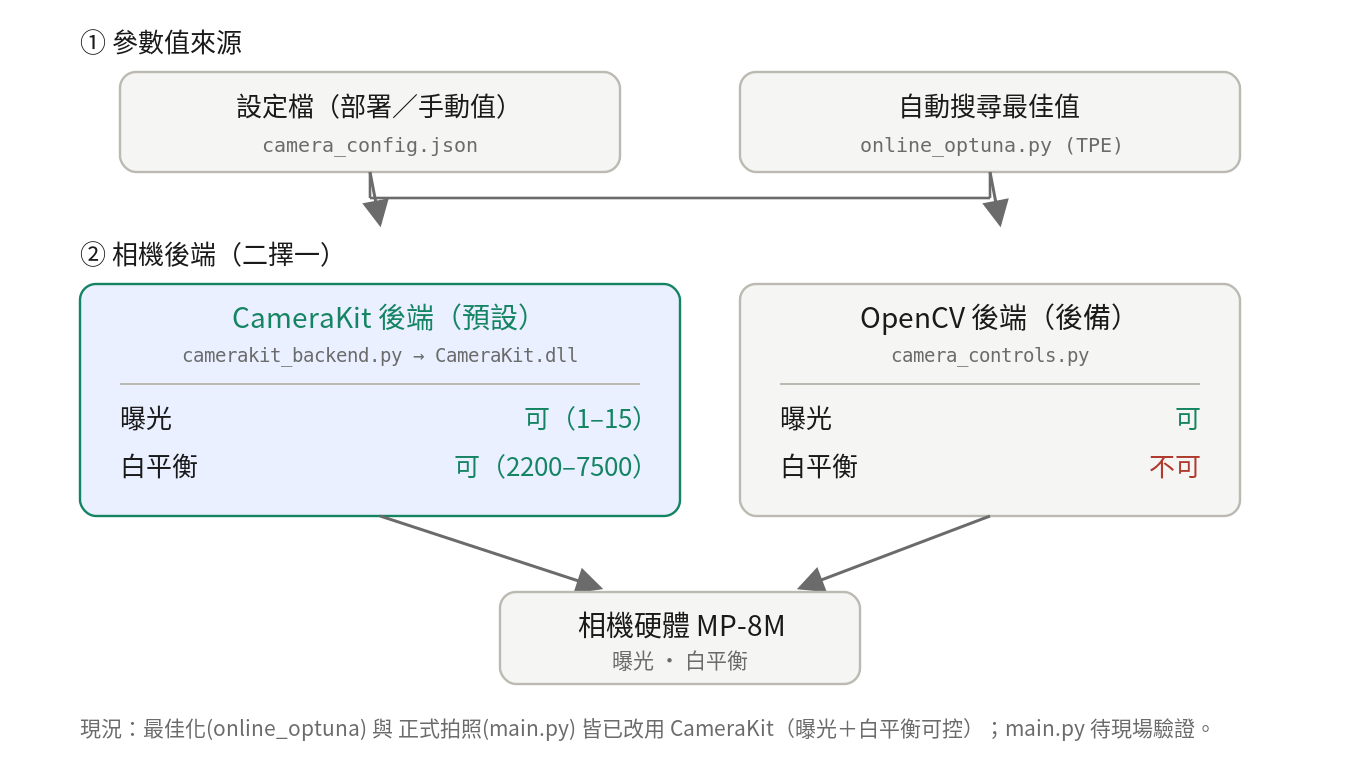 ① 參數值來源
設定檔（部署／手動值）
camera_config.json
自動搜尋最佳值
online_optuna.py (TPE)
② 相機後端（二擇一）
CameraKit 後端（預設）
camerakit_backend.py → CameraKit.dll
曝光 可（1–15）
白平衡 可（2200–7500）
OpenCV 後端（後備）
camera_controls.py
曝光 可
白平衡 不可
相機硬體 MP-8M
曝光 · 白平衡
現況：最佳化(online_optuna) 與 正式拍照(main.py) 皆已改用 CameraKit（曝光＋白平衡可控）；main.py 待現場驗證。